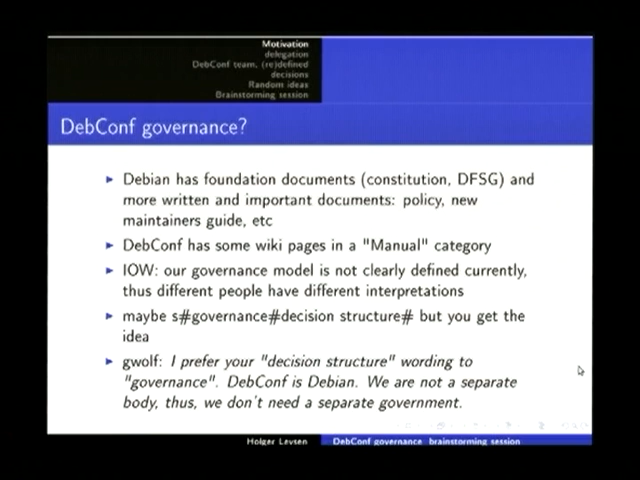 Motivation
delegation
DebConf team, (re)defined
decisions
Random ideas
Brainstorming session
DebConf governance?
Debian has foundation documents (constitution, DFSG) and
more written and important documents: policy, new
maintainers guide, etc
DebConf has some wiki pages in a "Manual" category
IOW: our governance model is not clearly defined currently,
thus different people have different interpretations
maybe s#governance#decision structure# but you get the
idea
gwolf: I prefer your "decision structure" wording to
"governance". DebConf is Debian. We are not a separate
body, thus, we don't need a separate government.
Holger Levsen
DebConf governance brainstorming session